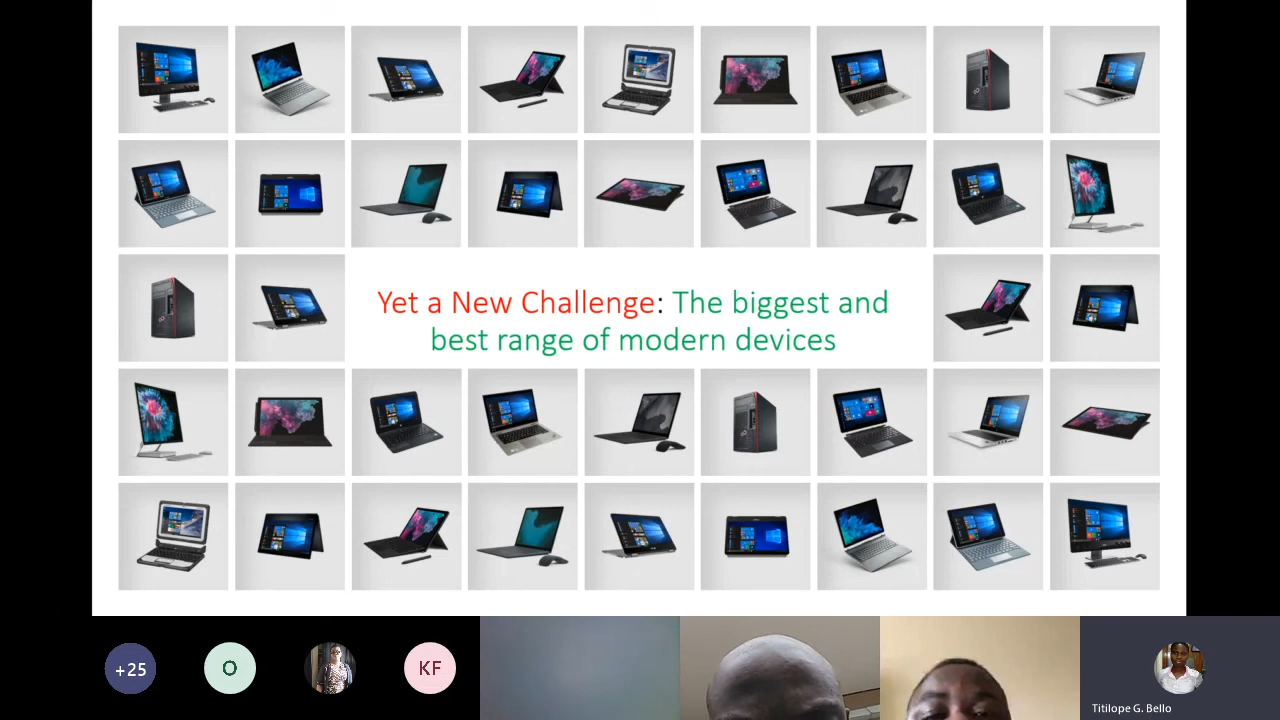 Yet a New Challenge: The biggest and
best range of modern devices
+25
O
KF
Titilope G. Bello